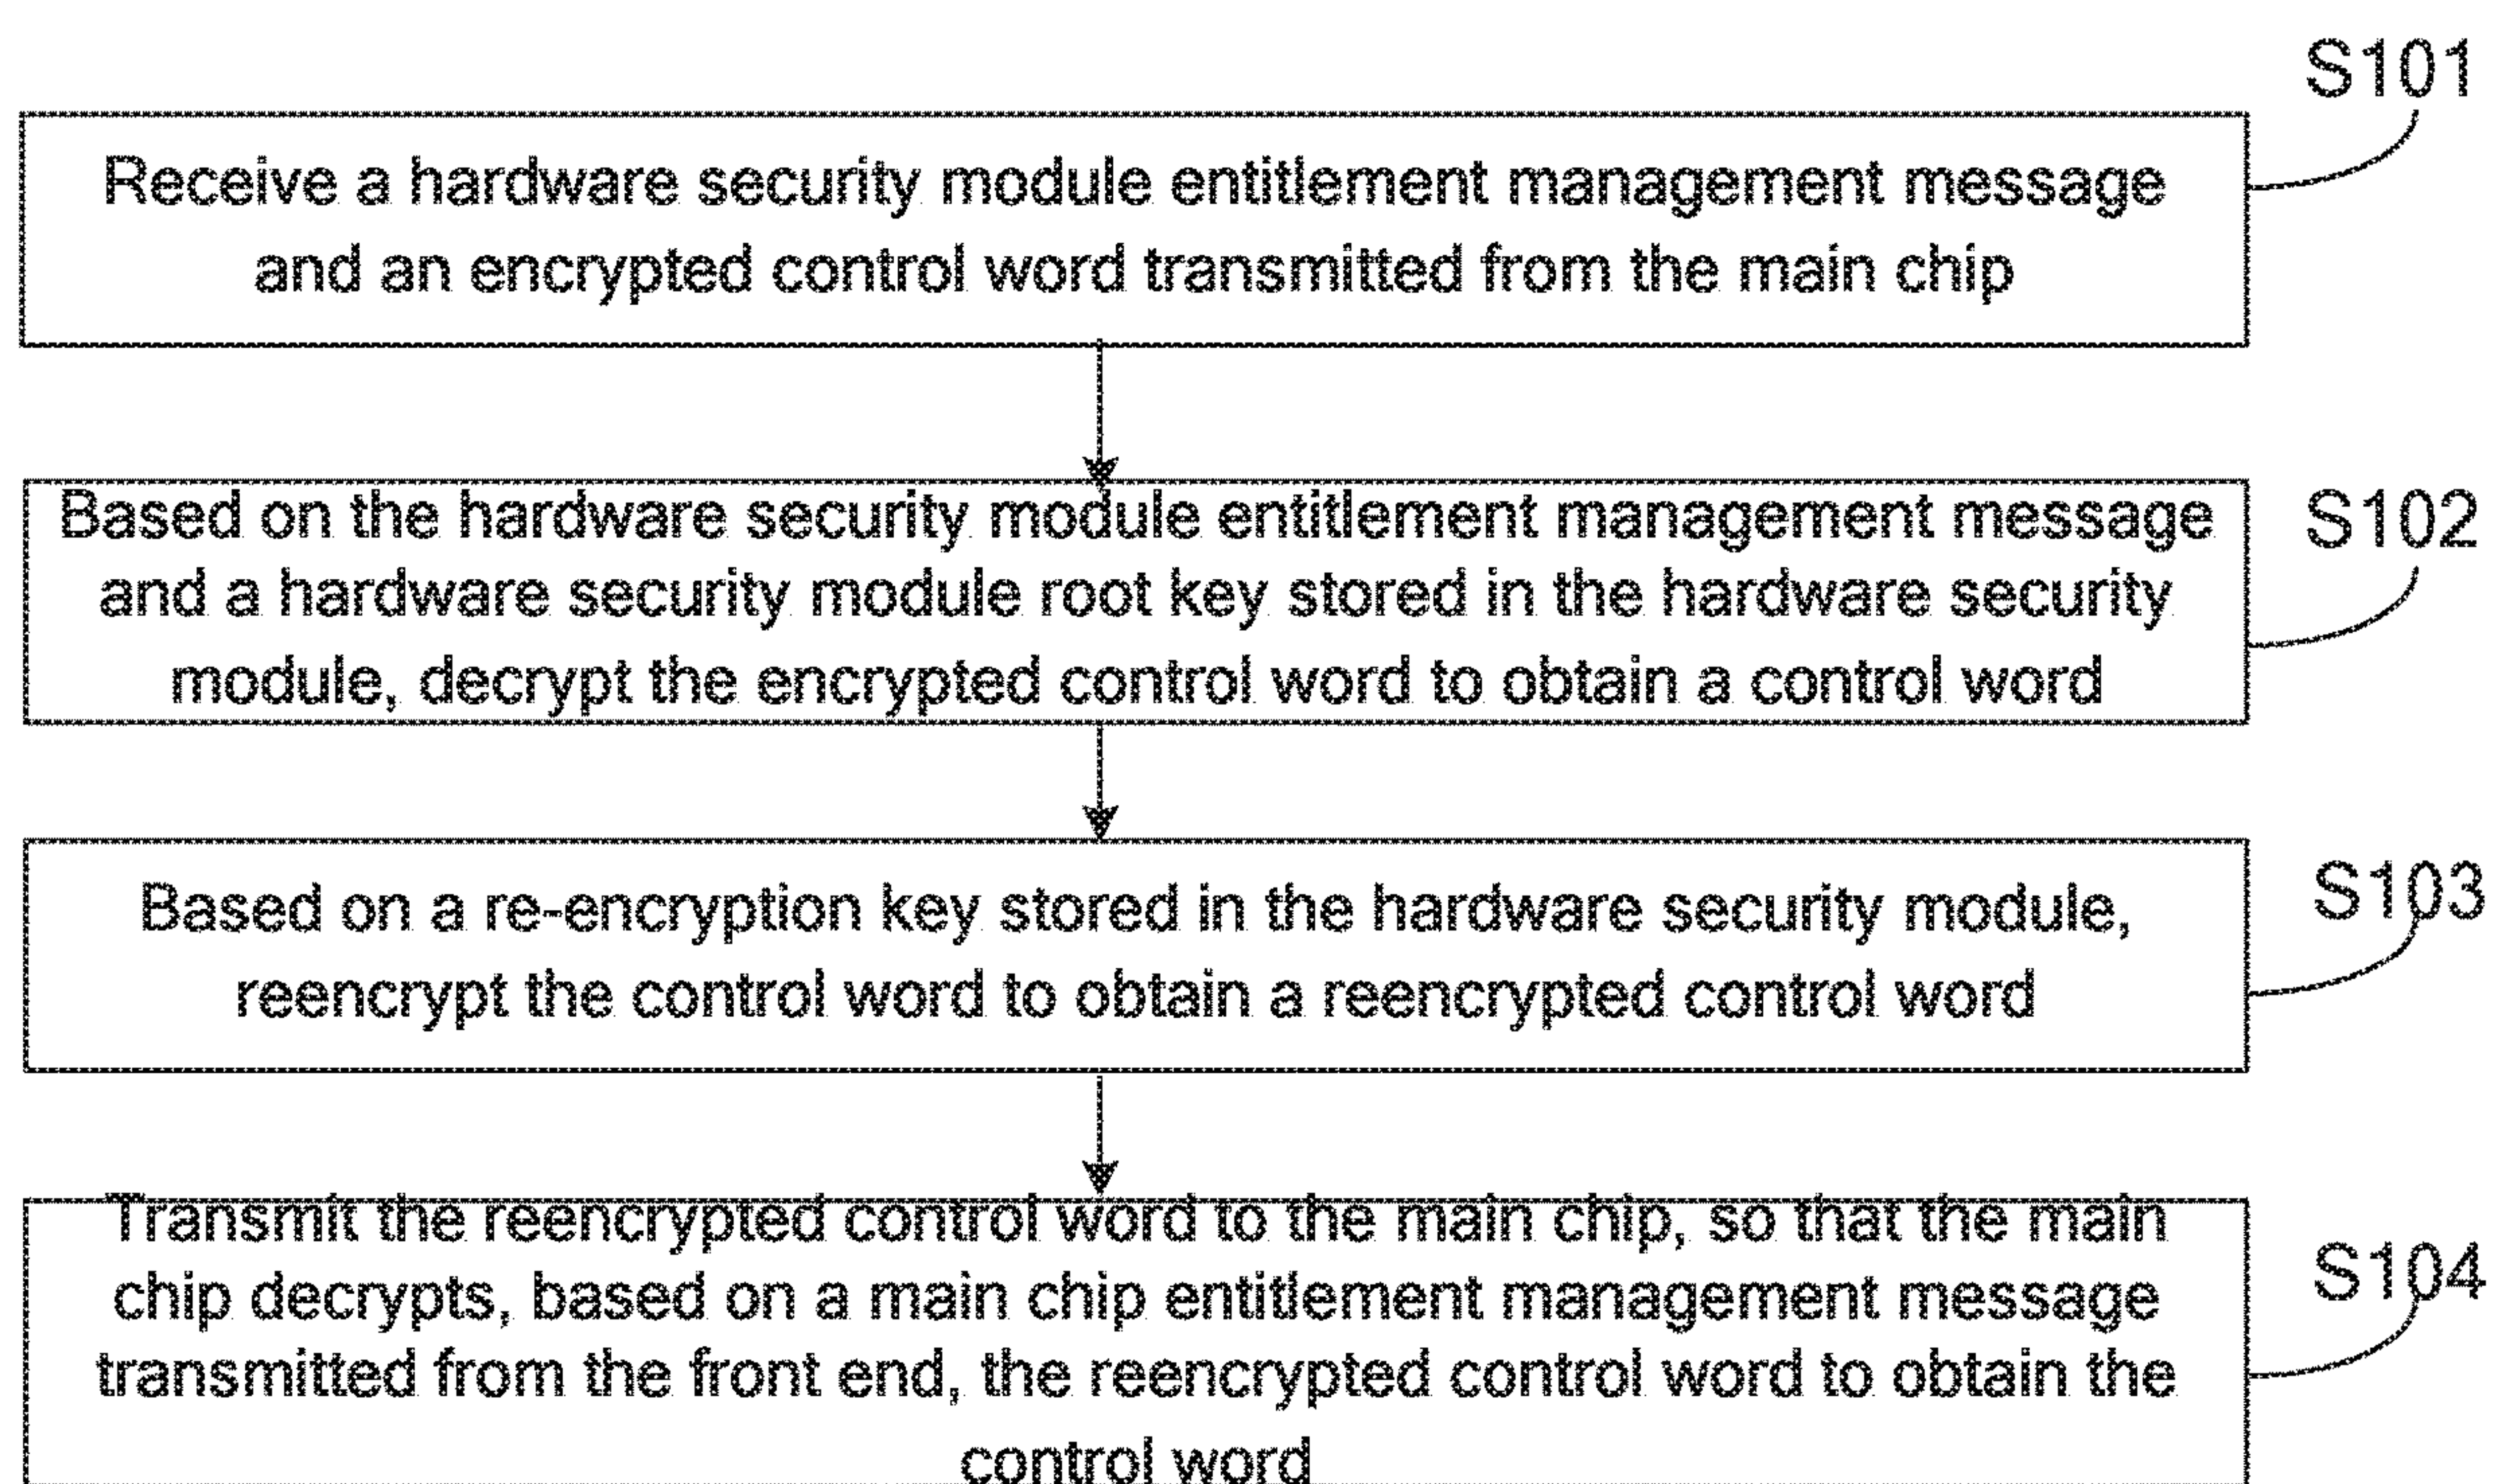 S101
Receive a hardware security module entitlement management message
and an encrypted control word transmitted from the main chip
Based on the hardware security module entitlement management message
and a hardware security module root key stored in the hardware security
module, decrypt the encrypted control word to obtain a control word
S102
Based on a re-encryption key stored in the hardware security module,
reencrypt the control word to obtain a reencrypted control word
S103
Transmit the reencrypted control word to the main chip, so that the main
chip decrypts, based on a main chip entitlement management message
transmitted from the front end, the reencrypted control word to obtain the
control word
S104